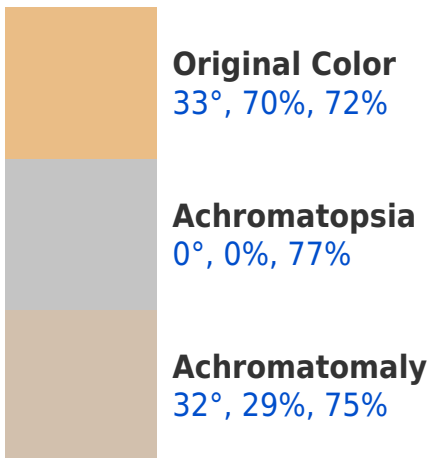 Original Color
33°, 70%, 72%
Achromatopsia
0°, 0%, 77%
Achromatomaly
32°, 29%, 75%